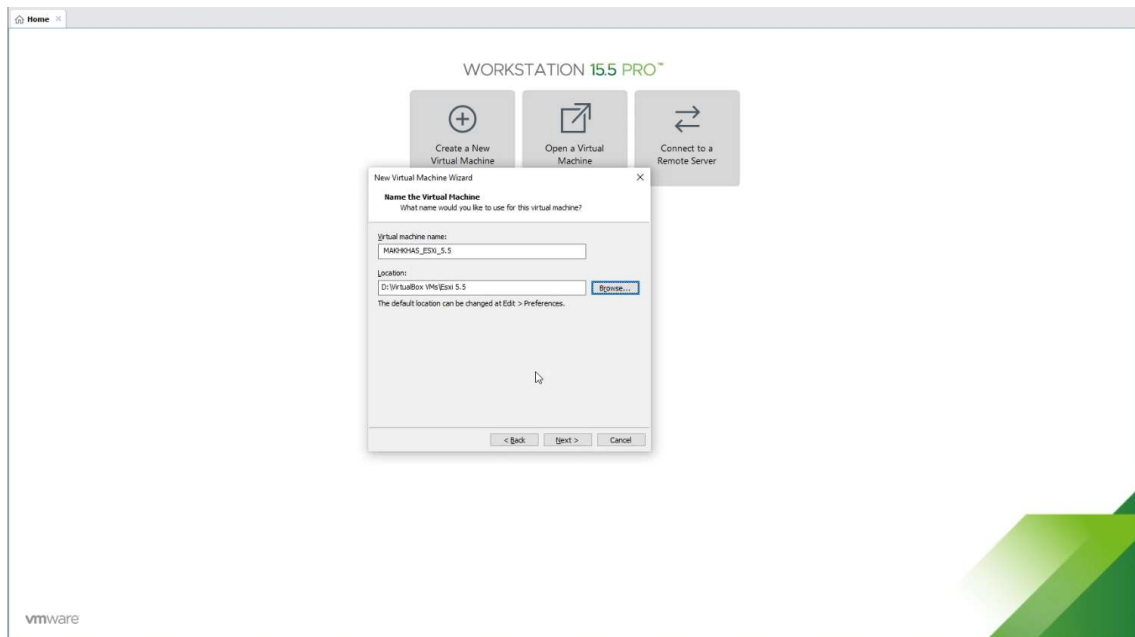 Home
WORKSTATION 15.5 PRO™
Create a New
Virtual Machine
Open a Virtual
Machine
Connect to a
Remote Server
New Virtual Machine Wizard
Name the Virtual Machine
What name would you like to use for this virtual machine?
Virtual machine name:
MAKHKHAS_ESXi_5.5
Location:
D:\VirtualBox VMs\Esxi 5.5
Browse...
The default location can be changed at Edit > Preferences.
< Back
Next >
Cancel
vmware